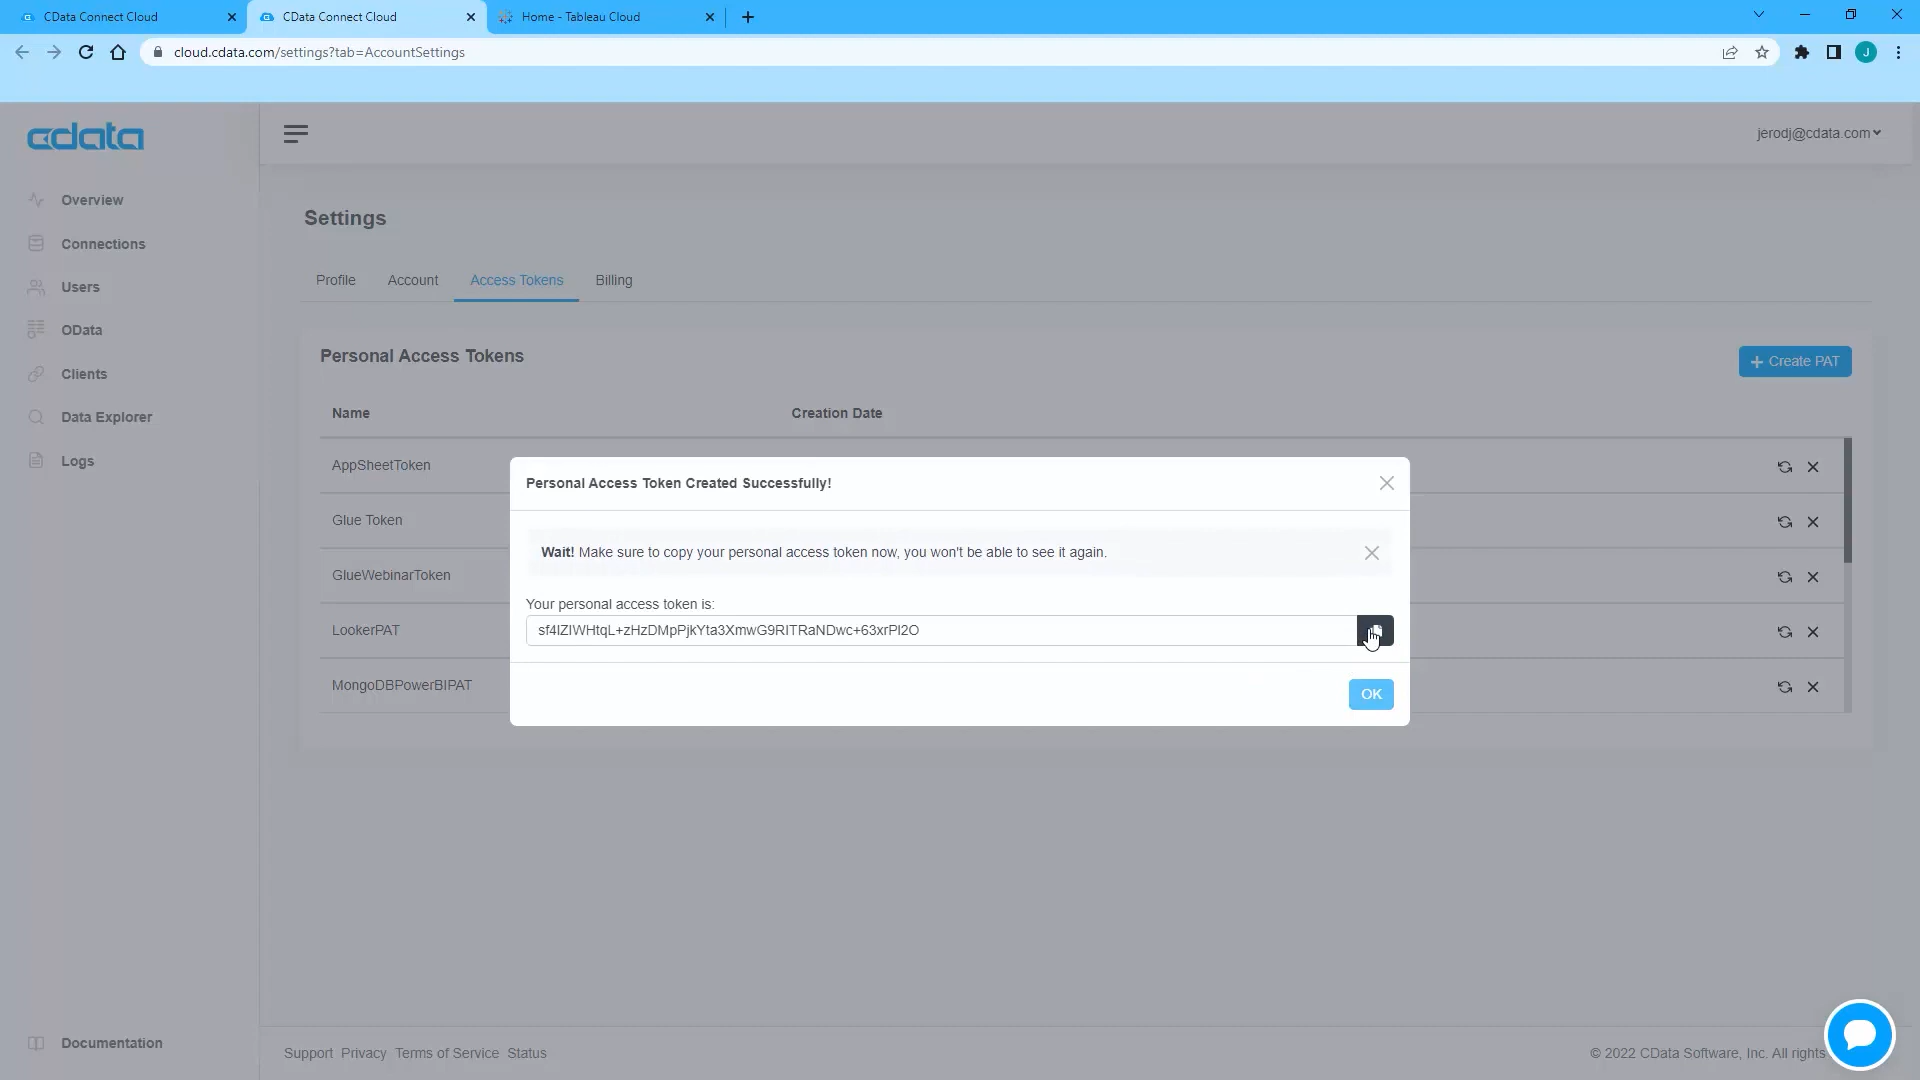 CData Connect Cloud
CData Connect Cloud
Home - Tableau Cloud
cloud.cdata.com/settings?tab=AccountSettings
J
cdata
jerodj@cdata.com
Overview
Connections
Users
OData
Clients
Data Explorer
Logs
Settings
Profile Account Access Tokens Billing
Personal Access Tokens
+ Create PAT
Name Creation Date
AppSheetToken
Glue Token
GlueWebinarToken
LookerPAT
MongoDBPowerBIPAT
Personal Access Token Created Successfully!
Wait! Make sure to copy your personal access token now, you won't be able to see it again.
Your personal access token is:
sf4IZIWHtqL+zHzDMpPjkYta3XmwG9RITRaNDwc+63xrPI2O
OK
Documentation
Support Privacy Terms of Service Status
© 2022 CData Software, Inc. All rights